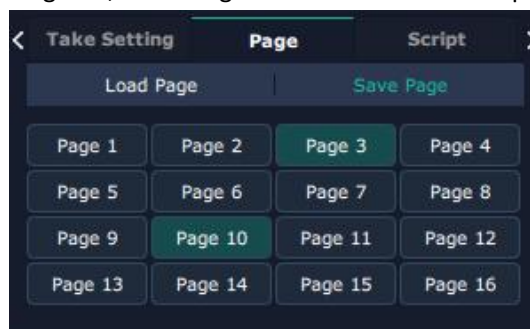 Take Setting Page Script
Load Page Save Page
Page 1 Page 2 Page 3 Page 4
Page 5 Page 6 Page 7 Page 8
Page 9 Page 10 Page 11 Page 12
Page 13 Page 14 Page 15 Page 16